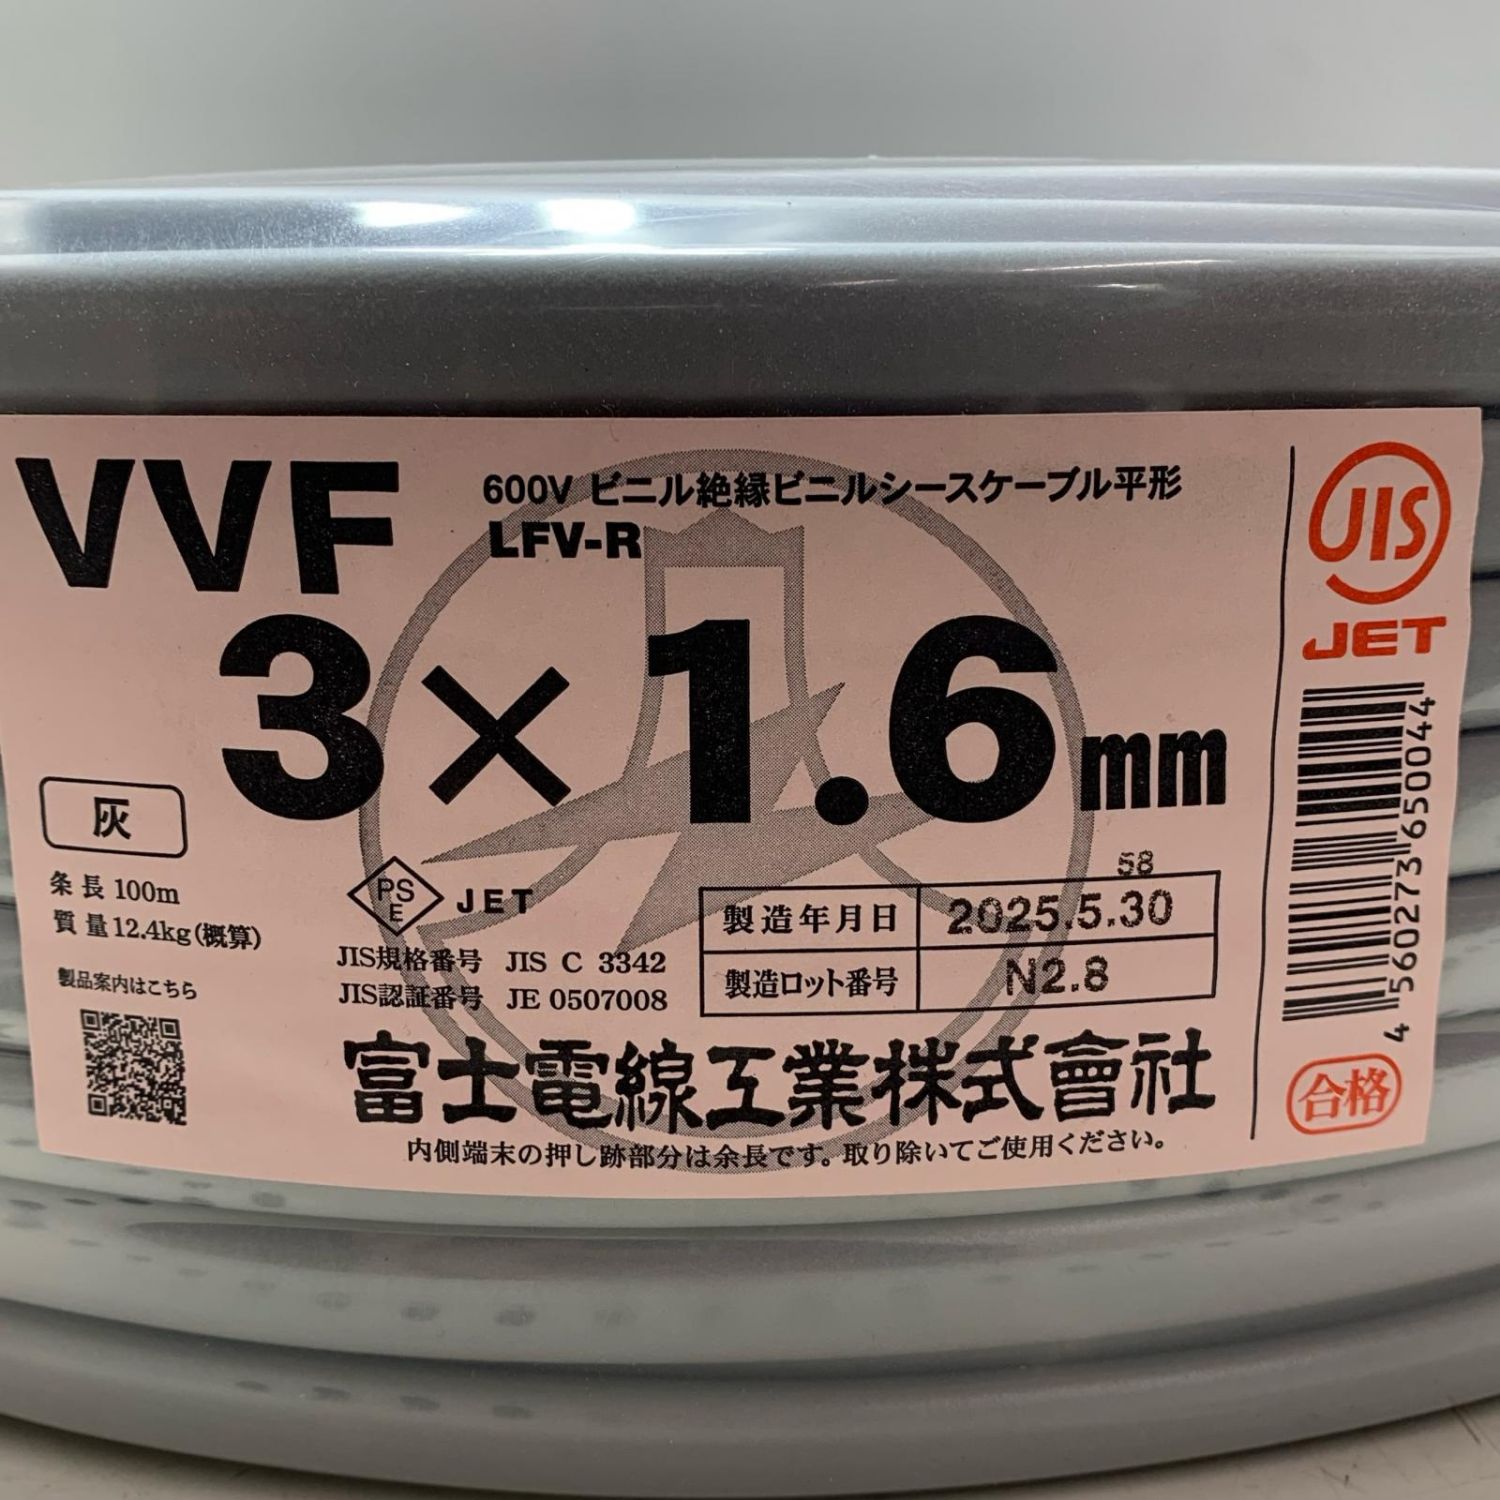 VVF
600V ビニル絶縁ビニルシースケーブル平形
LFV-R
3×1.6mm
灰
条長 100m
質量 12.4kg(概算)
製品案内はこちら
PS
E
JET
JIS規格番号 JIS C 3342
JIS認証番号 JE 0507008
58
製造年月日 2025.5.30
製造ロット番号 N2.8
富士電線工業株式會社
内側端末の押し跡部分は余長です。取り除いてご使用ください。
JIS
JET
4560273650044
合格